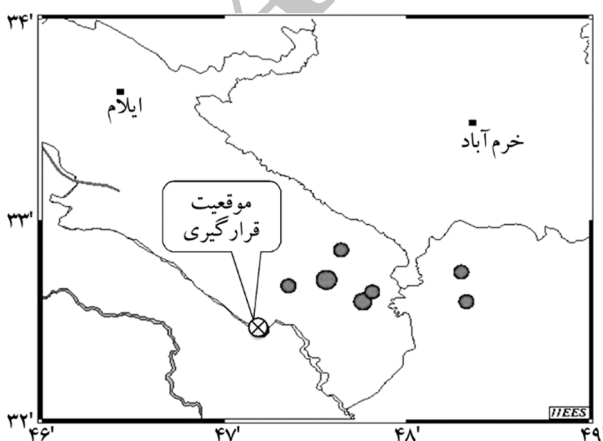 ۳۴'
ایلام
خرم‌آباد
۳۳'
موقعیت
قرارگیری
IIEES
۳۲'
۴۶'
۴۷'
۴۸'
۴۹'